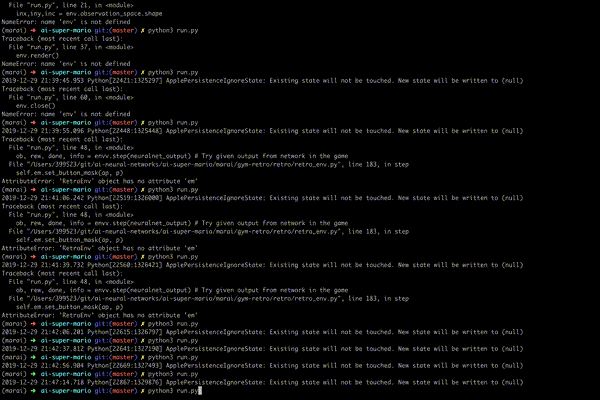 File "run.py", line 21, in <module>
inx,iny,inc = env.observation_space.shape
NameError: name 'env' is not defined
(marai) ➜ ai-super-mario git:(master) ✗ python3 run.py
Traceback (most recent call last):
File "run.py", line 37, in <module>
env.render()
NameError: name 'env' is not defined
(marai) ➜ ai-super-mario git:(master) ✗ python3 run.py
2019-12-29 21:39:45.953 Python[22421:1325297] ApplePersistenceIgnoreState: Existing state will not be touched. New state will be written to (null)
Traceback (most recent call last):
File "run.py", line 60, in <module>
env.close()
NameError: name 'env' is not defined
(marai) ➜ ai-super-mario git:(master) ✗ python3 run.py
2019-12-29 21:39:55.096 Python[22448:1325448] ApplePersistenceIgnoreState: Existing state will not be touched. New state will be written to (null)
Traceback (most recent call last):
File "run.py", line 48, in <module>
ob, rew, done, info = envv.step(neuralnet_output) # Try given output from network in the game
File "/Users/399523/git/ai-neural-networks/ai-super-mario/marai/gym-retro/retro/retro_env.py", line 183, in step
self.em.set_button_mask(ap, p)
AttributeError: 'RetroEnv' object has no attribute 'em'
(marai) ➜ ai-super-mario git:(master) ✗ python3 run.py
2019-12-29 21:41:06.242 Python[22519:1326000] ApplePersistenceIgnoreState: Existing state will not be touched. New state will be written to (null)
Traceback (most recent call last):
File "run.py", line 48, in <module>
ob, rew, done, info = envv.step(neuralnet_output) # Try given output from network in the game
File "/Users/399523/git/ai-neural-networks/ai-super-mario/marai/gym-retro/retro/retro_env.py", line 183, in step
self.em.set_button_mask(ap, p)
AttributeError: 'RetroEnv' object has no attribute 'em'
(marai) ➜ ai-super-mario git:(master) ✗ python3 run.py
2019-12-29 21:41:39.732 Python[22560:1326421] ApplePersistenceIgnoreState: Existing state will not be touched. New state will be written to (null)
Traceback (most recent call last):
File "run.py", line 48, in <module>
ob, rew, done, info = envv.step(neuralnet_output) # Try given output from network in the game
File "/Users/399523/git/ai-neural-networks/ai-super-mario/marai/gym-retro/retro/retro_env.py", line 183, in step
self.em.set_button_mask(ap, p)
AttributeError: 'RetroEnv' object has no attribute 'em'
(marai) ➜ ai-super-mario git:(master) ✗ python3 run.py
2019-12-29 21:42:06.201 Python[22615:1326797] ApplePersistenceIgnoreState: Existing state will not be touched. New state will be written to (null)
(marai) ➜ ai-super-mario git:(master) ✗ python3 run.py
2019-12-29 21:42:37.812 Python[22641:1327190] ApplePersistenceIgnoreState: Existing state will not be touched. New state will be written to (null)
(marai) ➜ ai-super-mario git:(master) ✗ python3 run.py
2019-12-29 21:42:56.904 Python[22669:1327493] ApplePersistenceIgnoreState: Existing state will not be touched. New state will be written to (null)
(marai) ➜ ai-super-mario git:(master) ✗ python3 run.py
2019-12-29 21:47:14.718 Python[22867:1329876] ApplePersistenceIgnoreState: Existing state will not be touched. New state will be written to (null)
(marai) ➜ ai-super-mario git:(master) ✗ python3 run.py